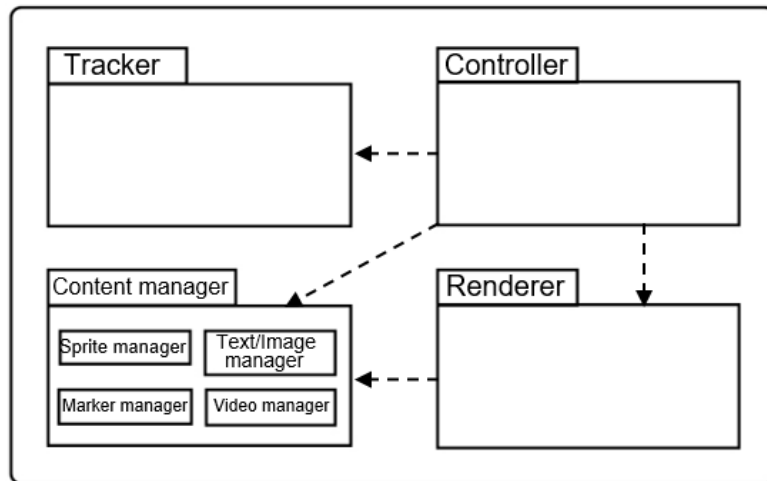 Tracker
Controller
Content manager
Sprite manager
Text/Image
manager
Marker manager
Video manager
Renderer